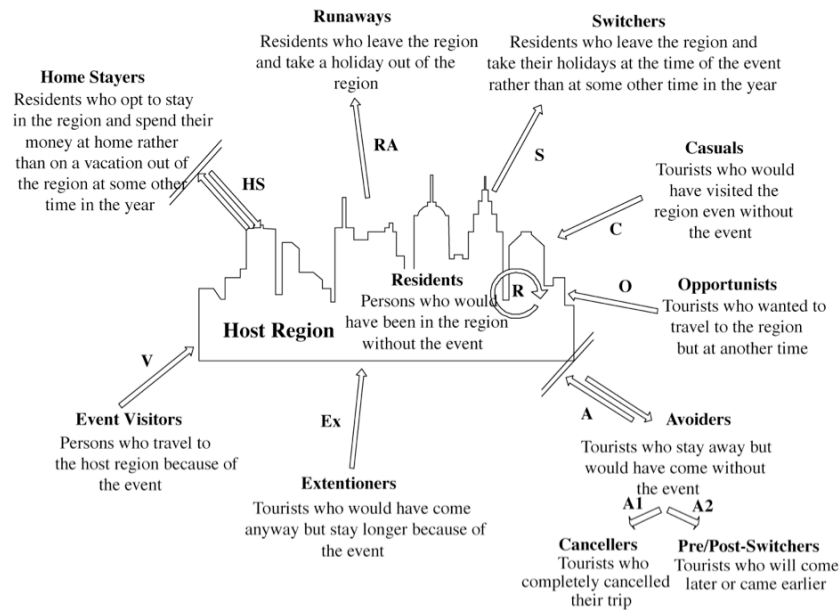 Runaways
Residents who leave the region
and take a holiday out of the
region
Switchers
Residents who leave the region and
take their holidays at the time of the event
rather than at some other time in the year
Home Stayers
Residents who opt to stay
in the region and spend their
money at home rather
than on a vacation out of
the region at some other
time in the year
HS
RA
S
Casuals
Tourists who would
have visited the
region even without
the event
C
Residents
Persons who would
have been in the region
without the event
R
Host Region
O
Opportunists
Tourists who wanted to
travel to the region
but at another time
V
Event Visitors
Persons who travel to
the host region because of
the event
Ex
Extentioners
Tourists who would have come
anyway but stay longer because of
the event
A
Avoiders
Tourists who stay away but
would have come without
the event
A1
A2
Cancellers
Tourists who
completely cancelled
their trip
Pre/Post-Switchers
Tourists who will come
later or came earlier